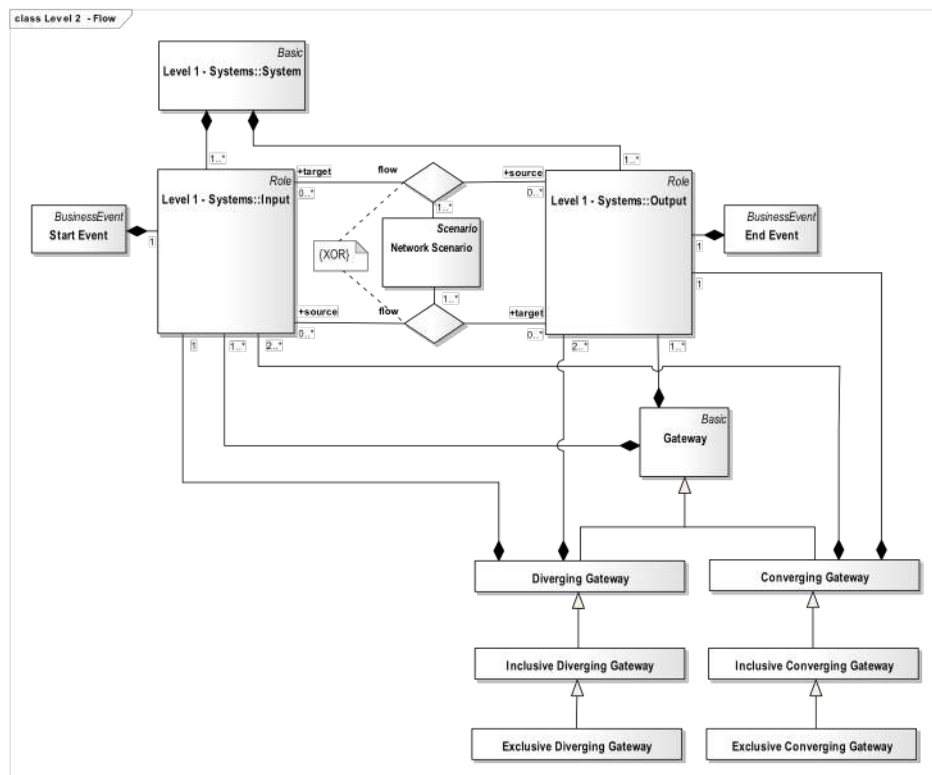 class Level 2 - Flow
Basic
Level 1 - Systems::System
1..*
1..*
Role
Level 1 - Systems::Input
+target
0..*
flow
+source
0..*
Role
Level 1 - Systems::Output
1..*
BusinessEvent
Start Event
1
{XOR}
Scenario
Network Scenario
1
BusinessEvent
End Event
1
1..*
+source
0..*
flow
+target
0..*
1
1..*
2..*
2..*
1..*
Basic
Gateway
Diverging Gateway
Converging Gateway
Inclusive Diverging Gateway
Inclusive Converging Gateway
Exclusive Diverging Gateway
Exclusive Converging Gateway